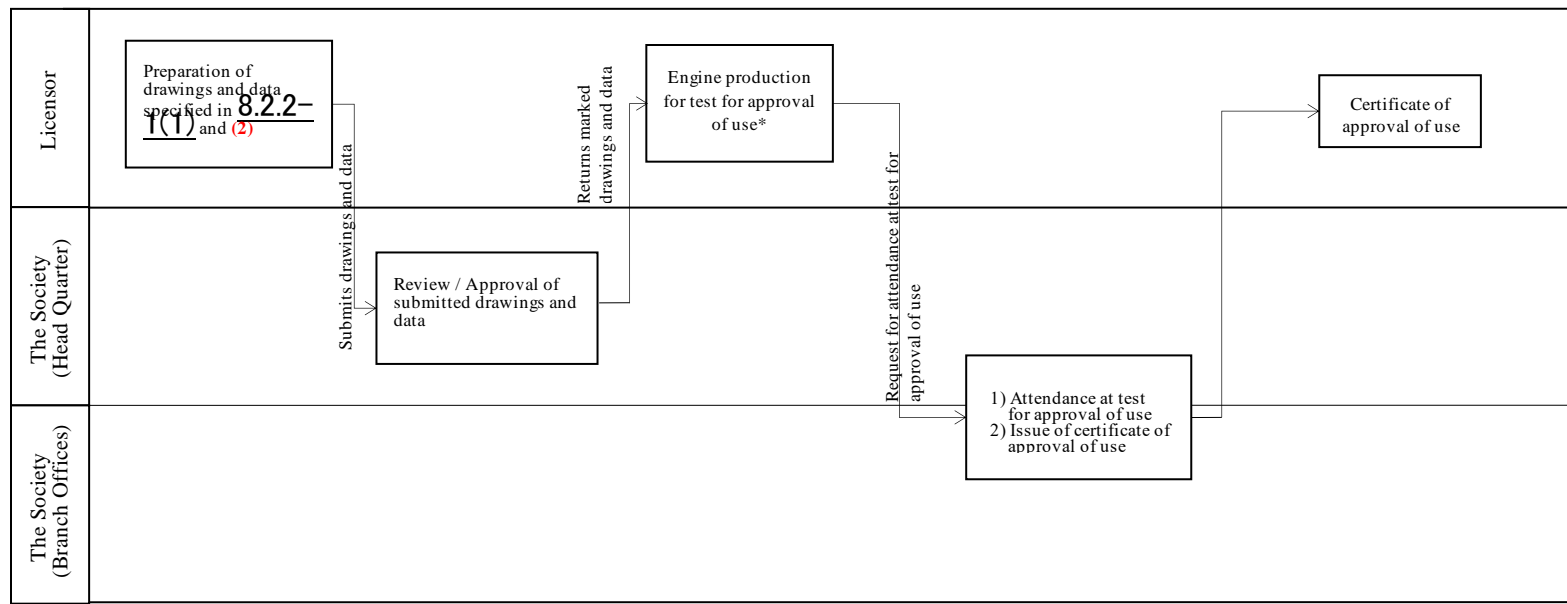 Licensor
Preparation of
drawings and data
specified in 8.2.2-
1(1) and (2)
Submits drawings and data
Returns marked
drawings and data
Engine production
for test for approval
of use*
Request for attendance at test for
approval of use
Certificate of
approval of use
The Society
(Head Quarter)
Review / Approval of
submitted drawings and
data
1) Attendance at test
for approval of use
2) Issue of certificate of
approval of use
The Society
(Branch Offices)